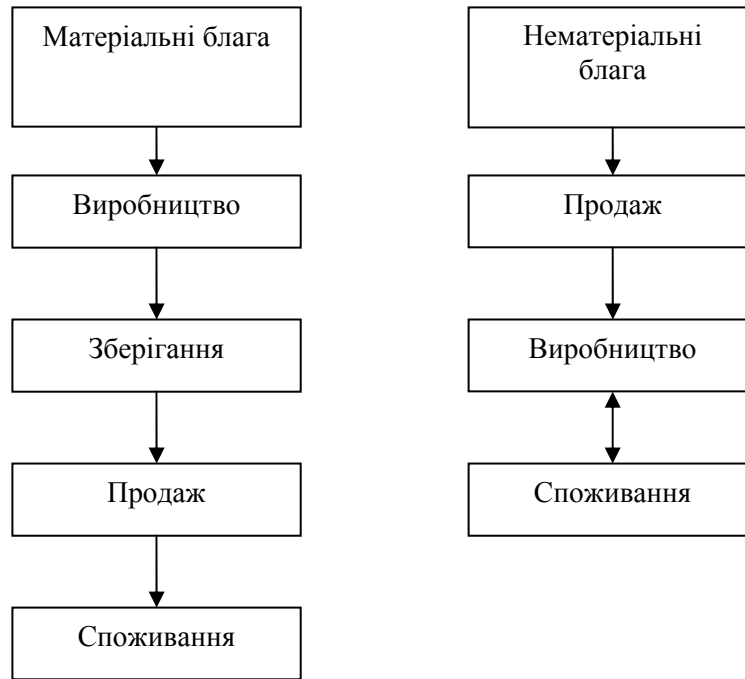 Матеріальні блага
Виробництво
Зберігання
Продаж
Споживання
Нематеріальні
блага
Продаж
Виробництво
Споживання